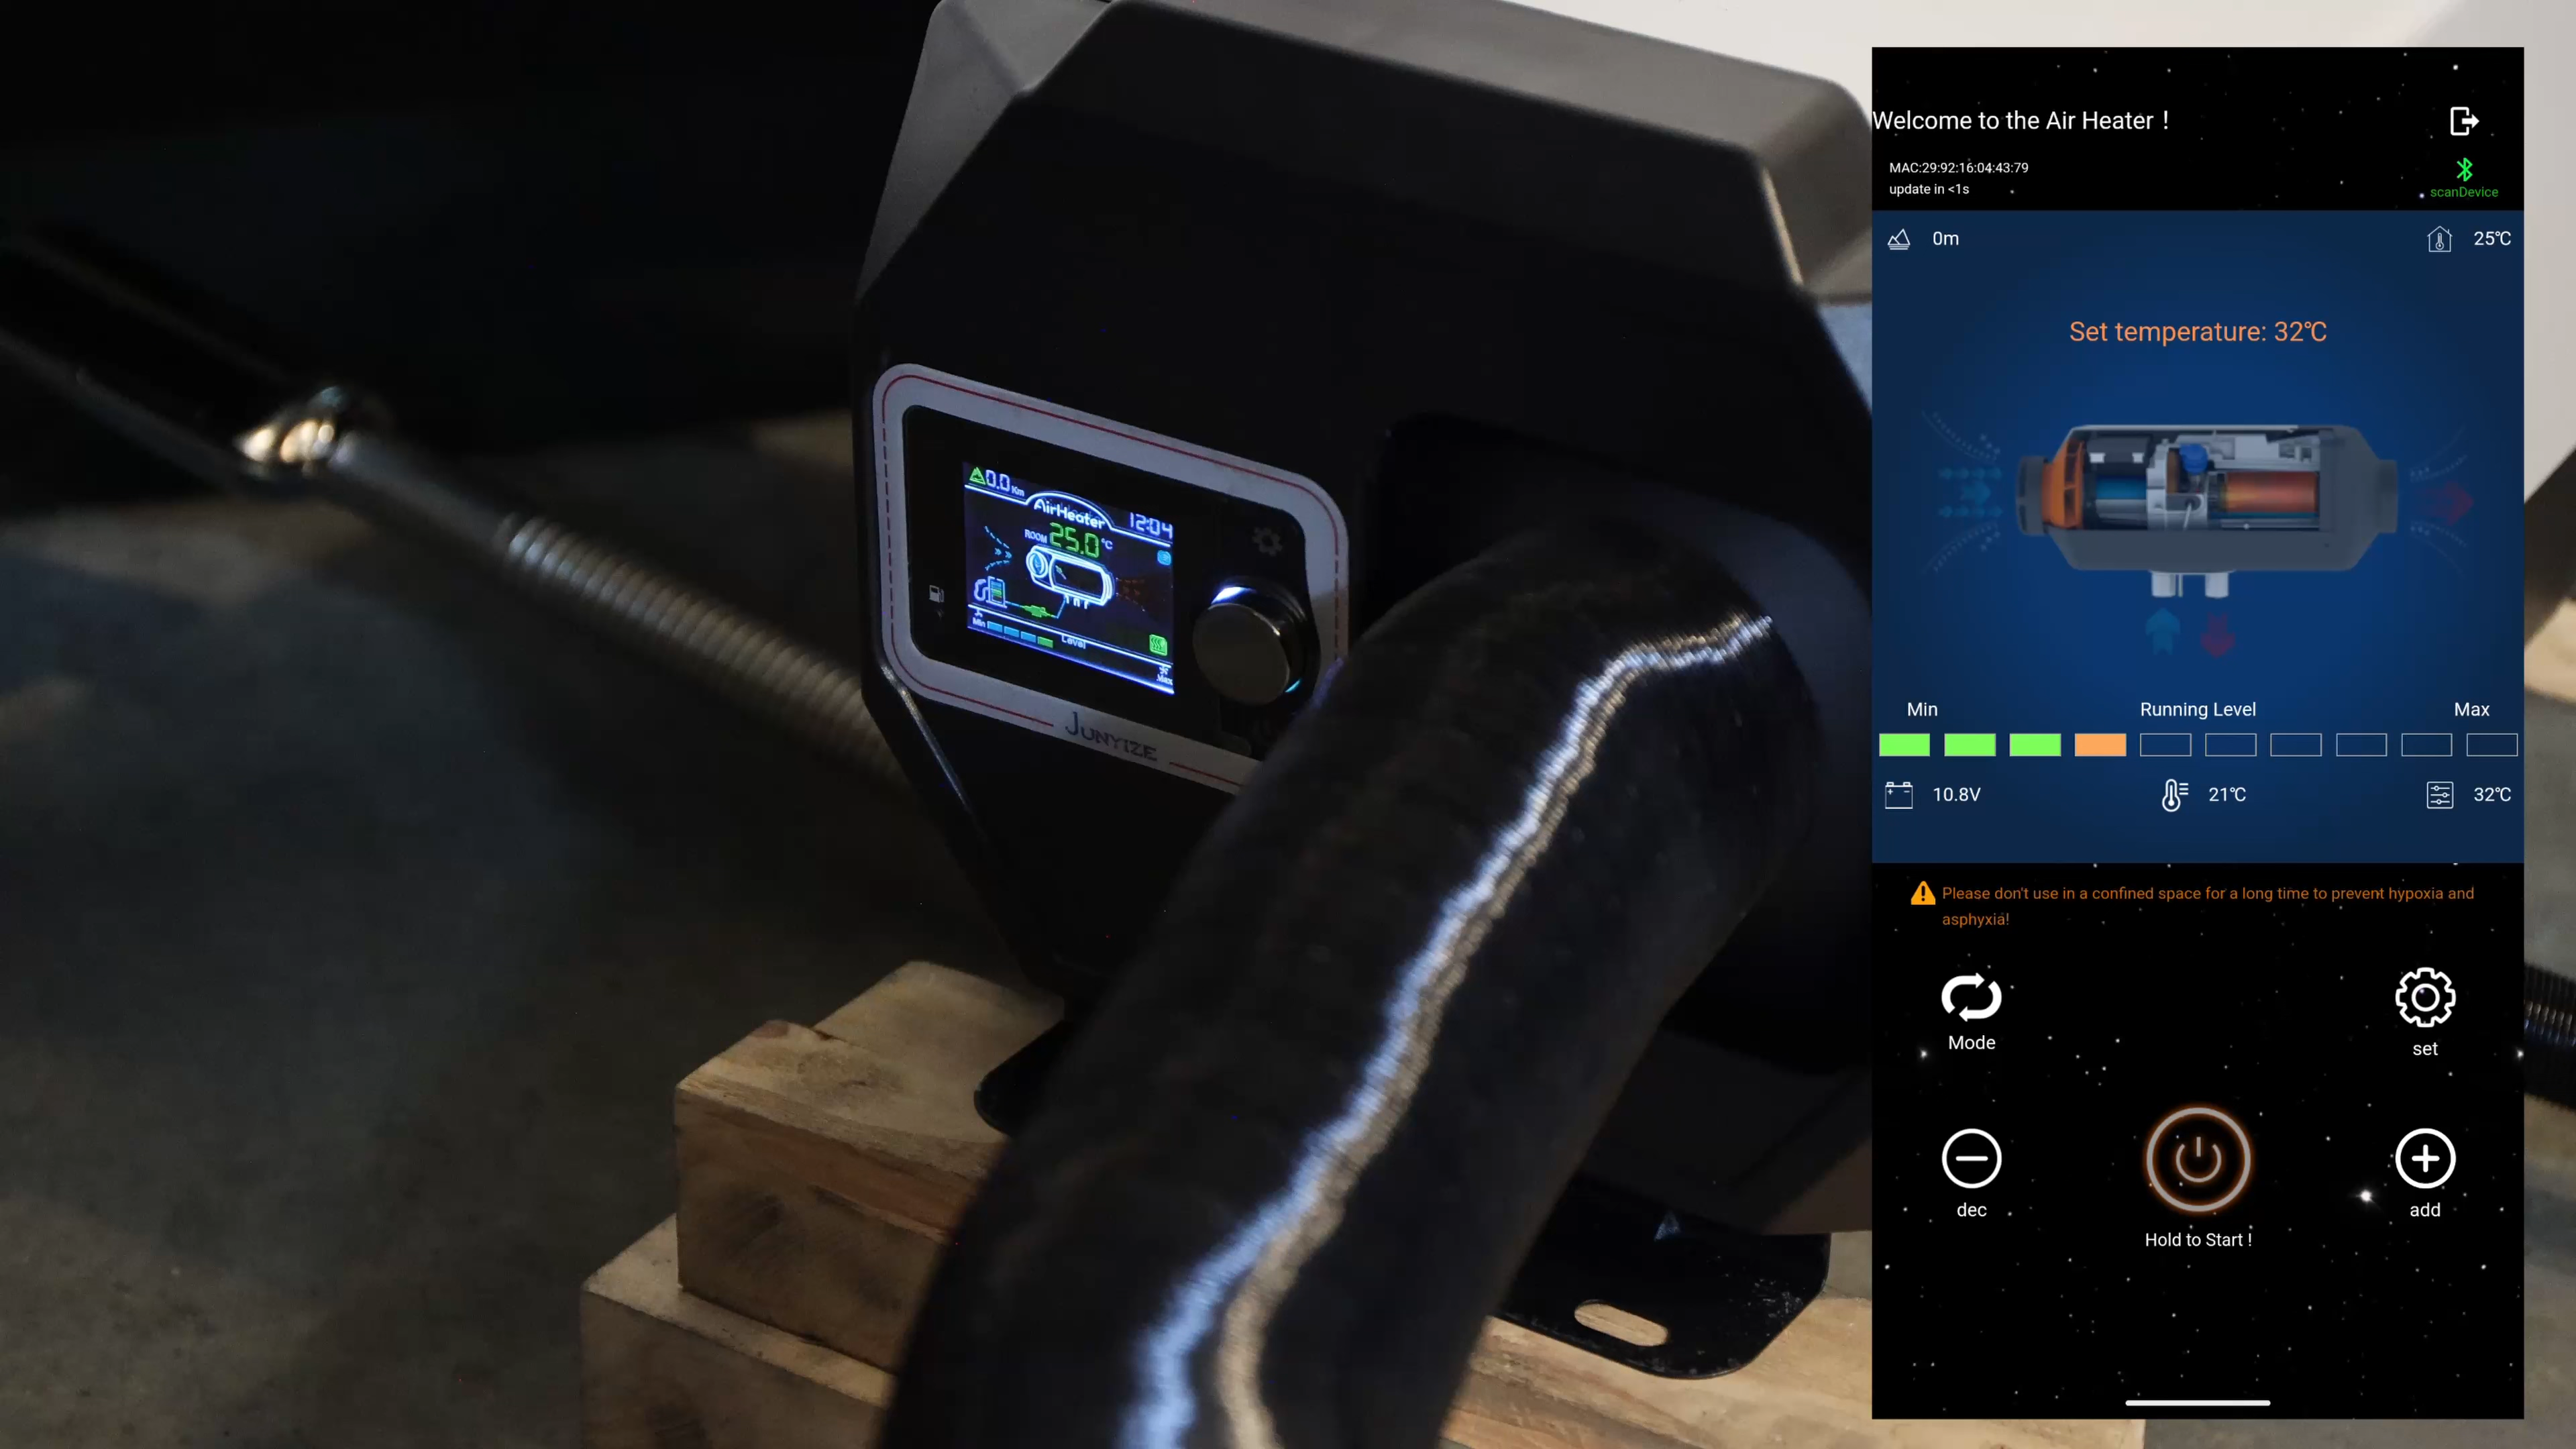 0.0 Km
AirHeater
12:04
ROOM 25.0 °C
Min
Level
Max
JUNYIZE
Welcome to the Air Heater !
MAC:29:92:16:04:43:79
update in <1s
scanDevice
0m
25℃
Set temperature: 32℃
Min
Running Level
Max
10.8V
21℃
32℃
Please don't use in a confined space for a long time to prevent hypoxia and
asphyxia!
Mode
set
dec
add
Hold to Start !